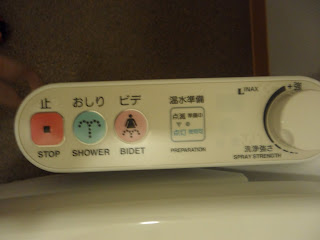 止 おしり ビデ 温水準備
STOP SHOWER BIDET PREPARATION
INAX
強
洗浄強さ
SPRAY STRENGTH